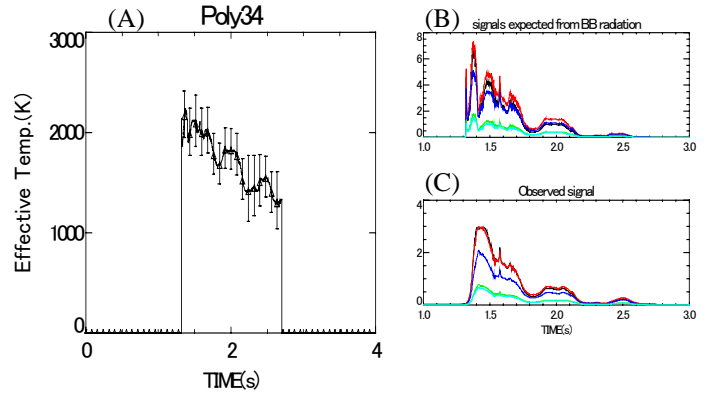 (A) Poly34
3000
2000
1000
0
Effective Temp.(K)
0 2 4
TIME(s)
(B) signals expected from BB radiation
8
6
4
2
0
1.0 1.5 2.0 2.5 3.0
(C) Observed signal
4
2
0
1.0 1.5 2.0 2.5 3.0
TIME(s)